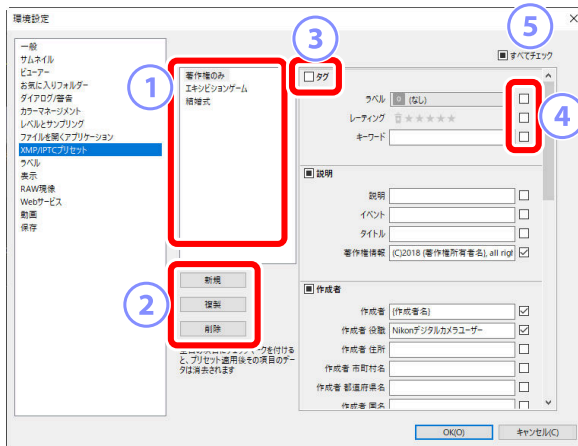 環境設定
⑤
すべてチェック
一般
サムネイル
ビューアー
お気に入りフォルダー
ダイアログ/警告
カラーマネージメント
レベルとサンプリング
ファイルを開くアプリケーション
XMP/IPTCプリセット
ラベル
表示
RAW現像
Webサービス
動画
保存
①
著作権のみ
エキシビションゲーム
結婚式
②
新規
複製
削除
と、プリセット適用後その項目のデー
タは消去されます
③
タグ
④
ラベル 0 (なし)
レーティング ★★★★★
キーワード
説明
説明
イベント
タイトル
著作権情報 (C)2018 {著作権所有者名}, all righ
作成者
作成者 {作成者名}
作成者 役職 Nikonデジタルカメラユーザー
作成者 住所
作成者 市町村名
作成者 都道府県名
作成者 国名
OK(O) キャンセル(C)